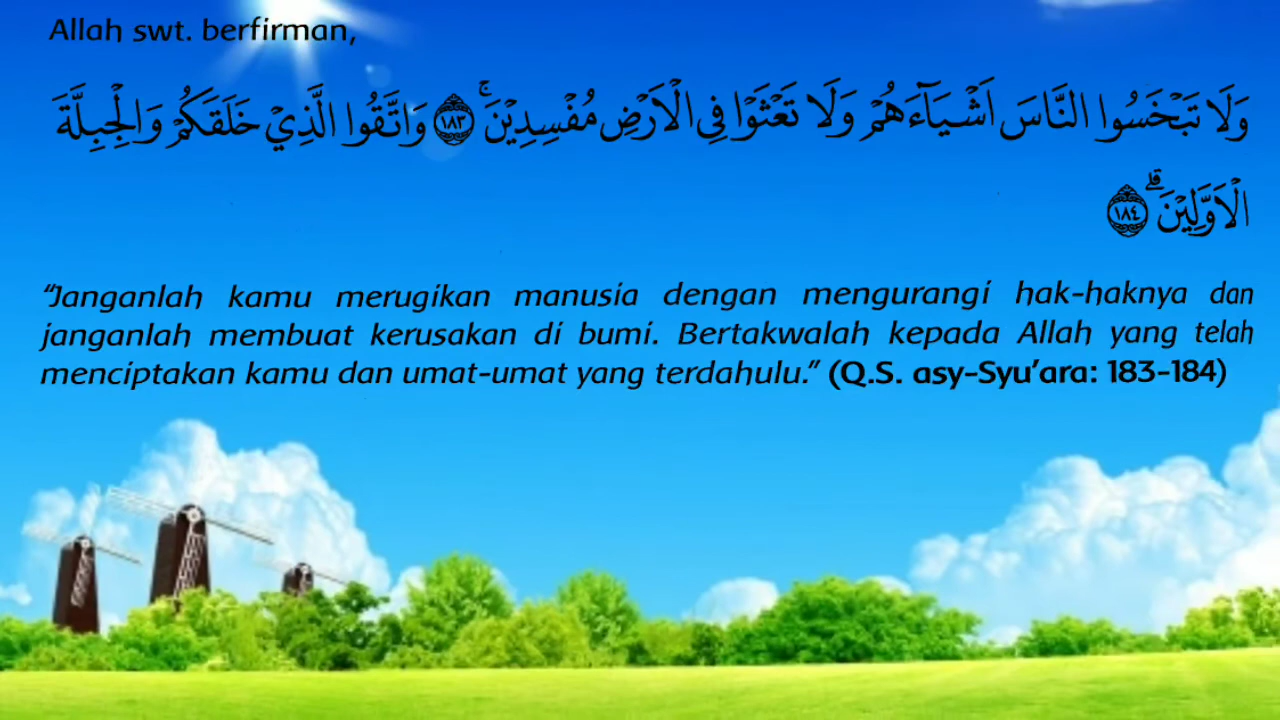 Allah swt. berfirman,
وَلَا تَبْخَسُوا النَّاسَ اَشْيَاۤءَهُمْ وَلَا تَعْثَوْا فِى الْاَرْضِ مُفْسِدِيْنَ ۚ ١٨٣ وَاتَّقُوا الَّذِيْ خَلَقَكُمْ وَالْجِبِلَّةَ
الْاَوَّلِيْنَ ۗ ١٨٤
“Janganlah kamu merugikan manusia dengan mengurangi hak-haknya dan
janganlah membuat kerusakan di bumi. Bertakwalah kepada Allah yang telah
menciptakan kamu dan umat-umat yang terdahulu.” (Q.S. asy-Syu’ara: 183-184)